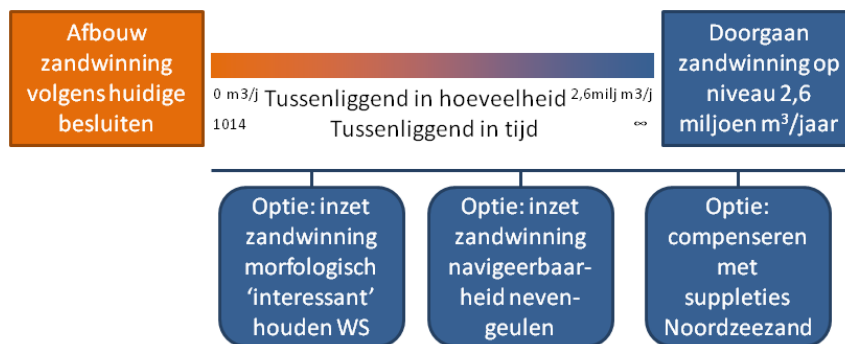 Afbouw
zandwinning
volgens huidige
besluiten
0 m3/j Tussenliggend in hoeveelheid 2,6milj m3/j
1014 Tussenliggend in tijd ∞
Doorgaan
zandwinning op
niveau 2,6
miljoen m³/jaar
Optie: inzet
zandwinning
morfologisch
‘interessant’
houden WS
Optie: inzet
zandwinning
navigeerbaar-
heid neven-
geulen
Optie:
compenseren
met
suppleties
Noordzeezand